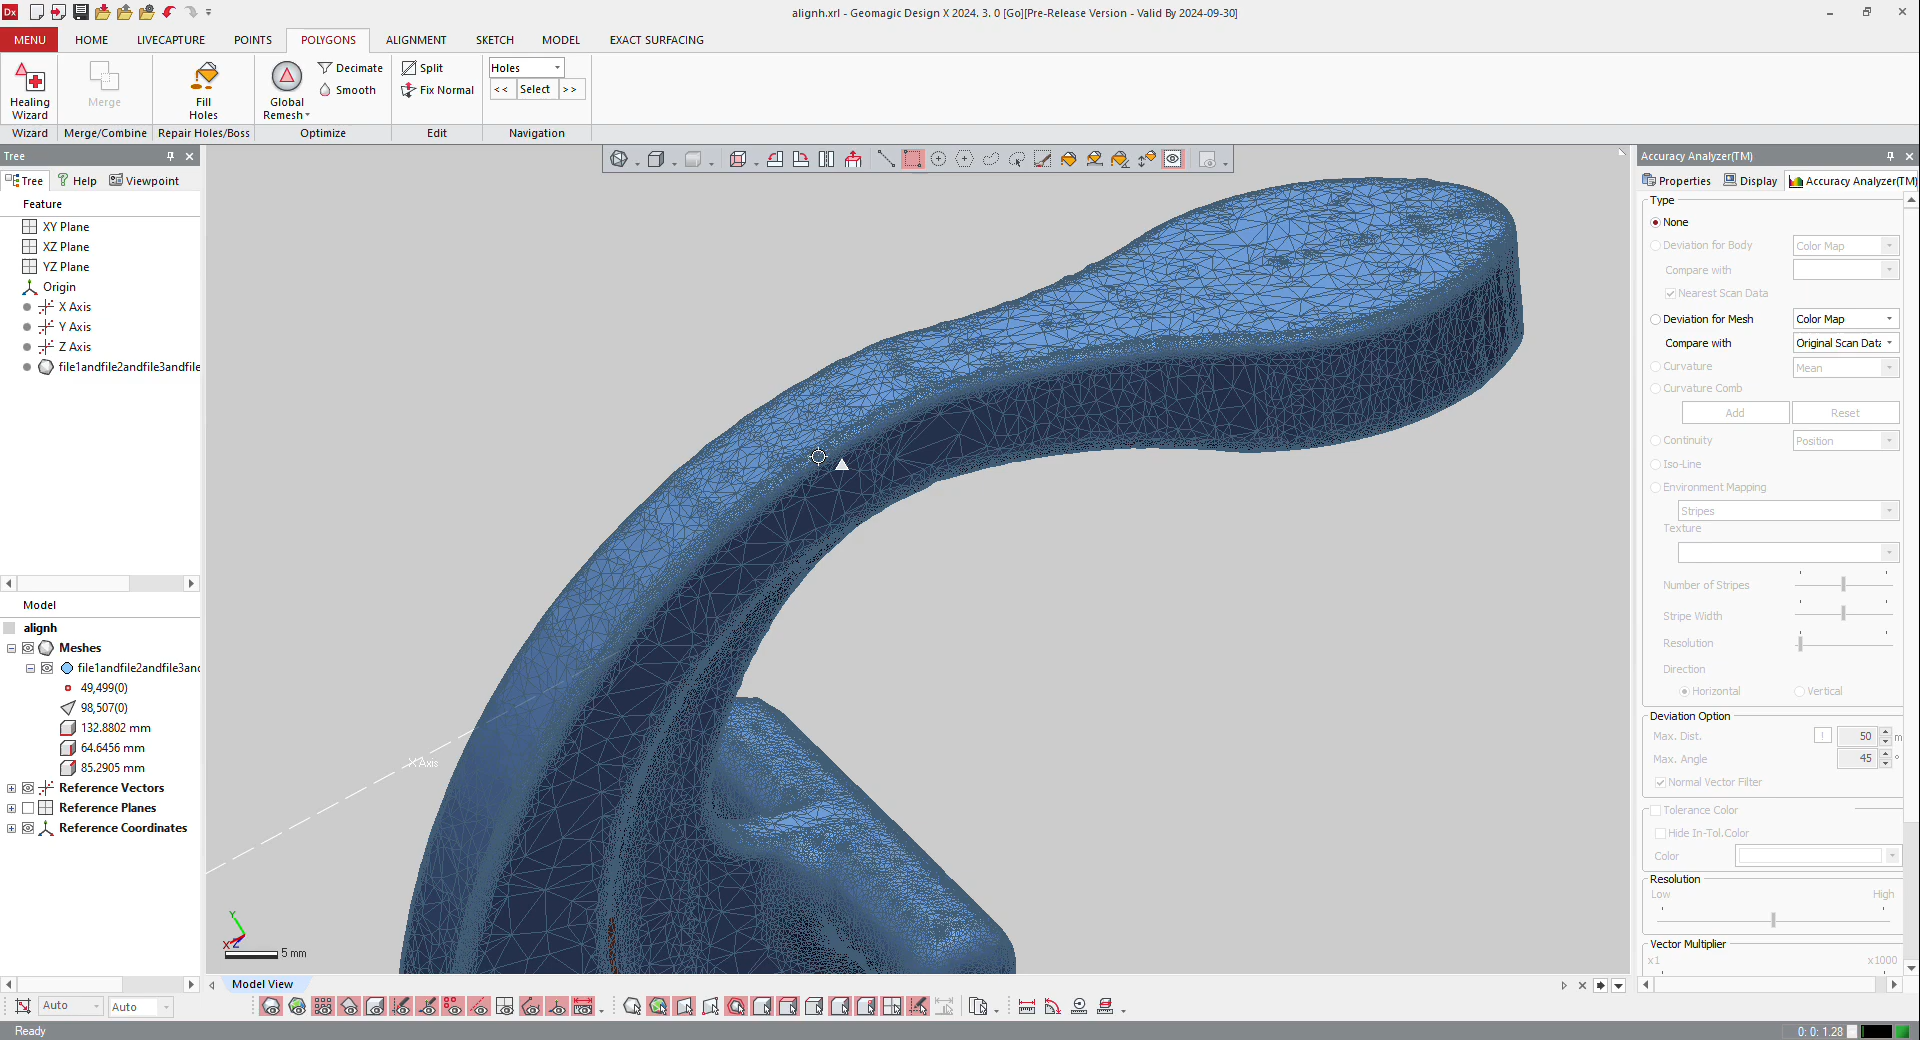 Dx
alignh.xrl - Geomagic Design X 2024. 3. 0 [Go][Pre-Release Version - Valid By 2024-09-30]
MENU HOME LIVECAPTURE POINTS POLYGONS ALIGNMENT SKETCH MODEL EXACT SURFACING
Healing Wizard
Merge
Fill Holes
Global Remesh
Decimate
Smooth
Split
Fix Normal
Holes
<< Select >>
Wizard Merge/Combine Repair Holes/Boss Optimize Edit Navigation
Tree
Tree Help Viewpoint
Feature
XY Plane
XZ Plane
YZ Plane
Origin
X Axis
Y Axis
Z Axis
file1andfile2andfile3andfile
Model
alignh
Meshes
file1andfile2andfile3and
49,499(0)
98,507(0)
132.8802 mm
64.6456 mm
85.2905 mm
Reference Vectors
Reference Planes
Reference Coordinates
X Axis
Y
X
Z
5 mm
Model View
Accuracy Analyzer(TM)
Properties Display Accuracy Analyzer(TM)
Type
None
Deviation for Body Color Map
Compare with
Nearest Scan Data
Deviation for Mesh Color Map
Compare with Original Scan Data
Curvature Mean
Curvature Comb
Add Reset
Continuity Position
Iso-Line
Environment Mapping
Stripes
Texture
Number of Stripes
Stripe Width
Resolution
Direction
Horizontal Vertical
Deviation Option
Max. Dist. ! 50 m
Max. Angle 45 °
Normal Vector Filter
Tolerance Color
Hide In-Tol.Color
Color
Resolution
Low High
Vector Multiplier
x1 x1000
Auto Auto
Ready
0: 0: 1.28